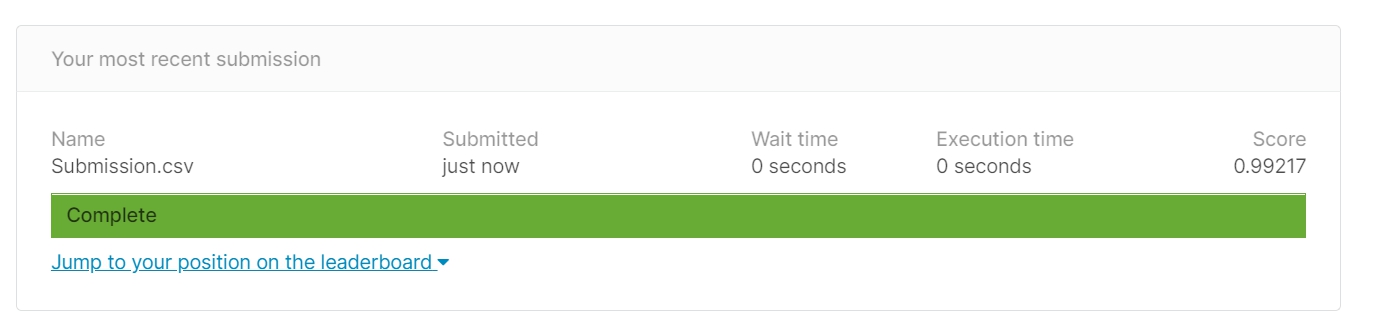 Your most recent submission
Name Submitted Wait time Execution time Score
Submission.csv just now 0 seconds 0 seconds 0.99217
Complete
Jump to your position on the leaderboard